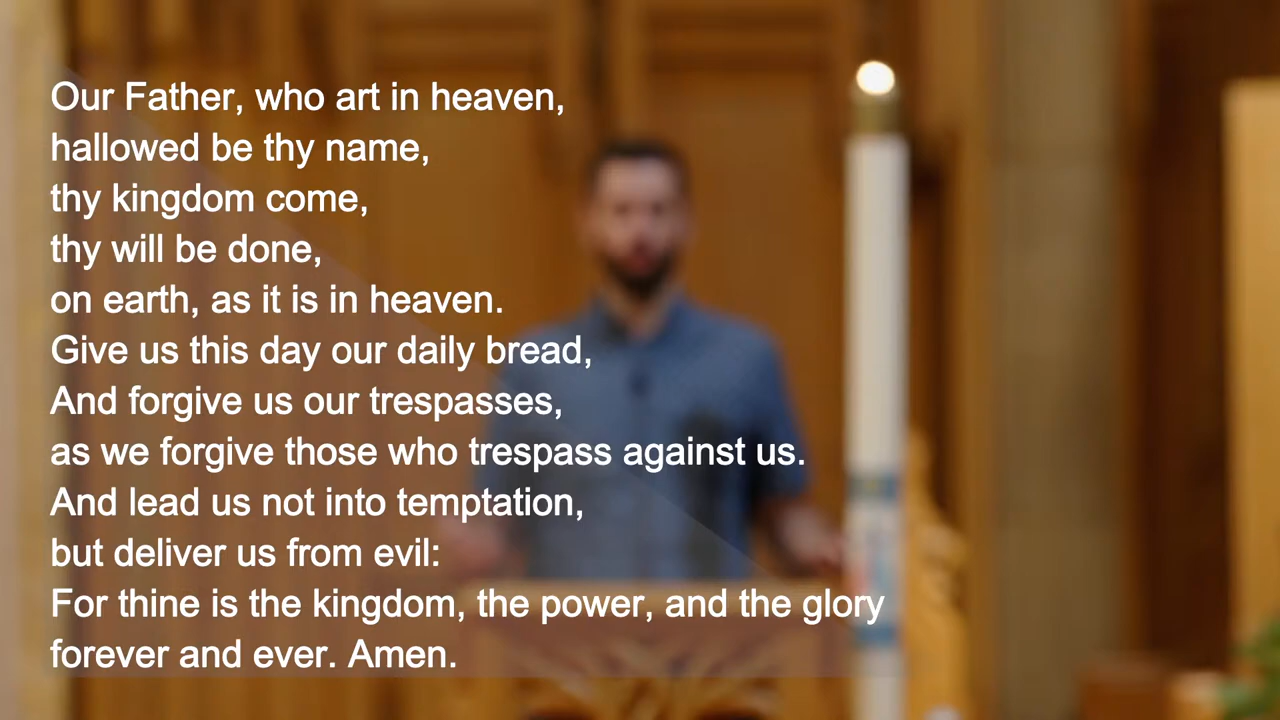 Our Father, who art in heaven,
hallowed be thy name,
thy kingdom come,
thy will be done,
on earth, as it is in heaven.
Give us this day our daily bread,
And forgive us our trespasses,
as we forgive those who trespass against us.
And lead us not into temptation,
but deliver us from evil:
For thine is the kingdom, the power, and the glory
forever and ever. Amen.